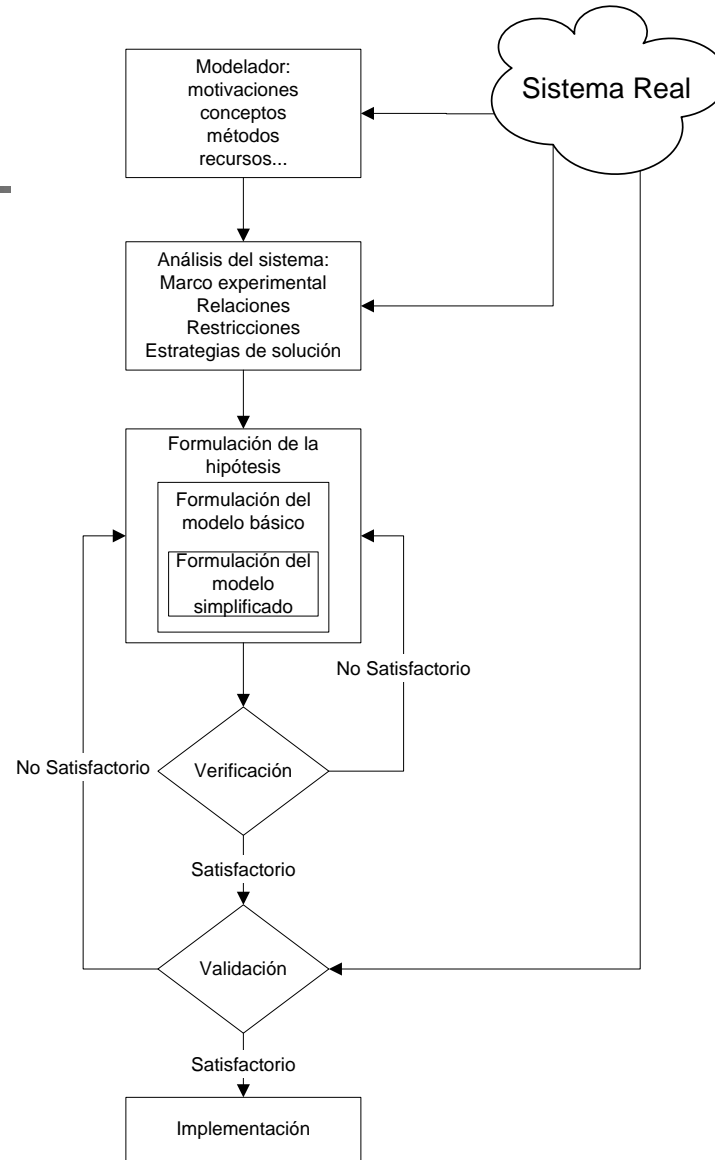 Sistema Real
Modelador:
motivaciones
conceptos
métodos
recursos...
Análisis del sistema:
Marco experimental
Relaciones
Restricciones
Estrategias de solución
Formulación de la
hipótesis
Formulación del
modelo básico
Formulación del
modelo
simplificado
No Satisfactorio
Verificación
No Satisfactorio
Satisfactorio
Validación
Satisfactorio
Implementación